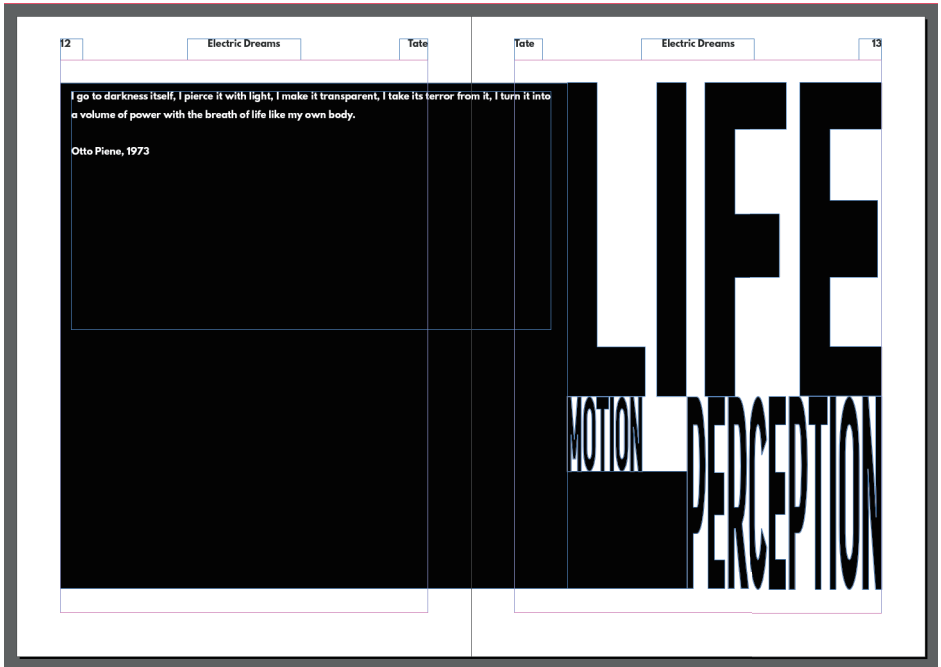 12 Electric Dreams Tate
I go to darkness itself, I pierce it with light, I make it transparent, I take its terror from it, I turn it into
a volume of power with the breath of life like my own body.
Otto Piene, 1973
Tate Electric Dreams 13
LIFE
MOTION
PERCEPTION